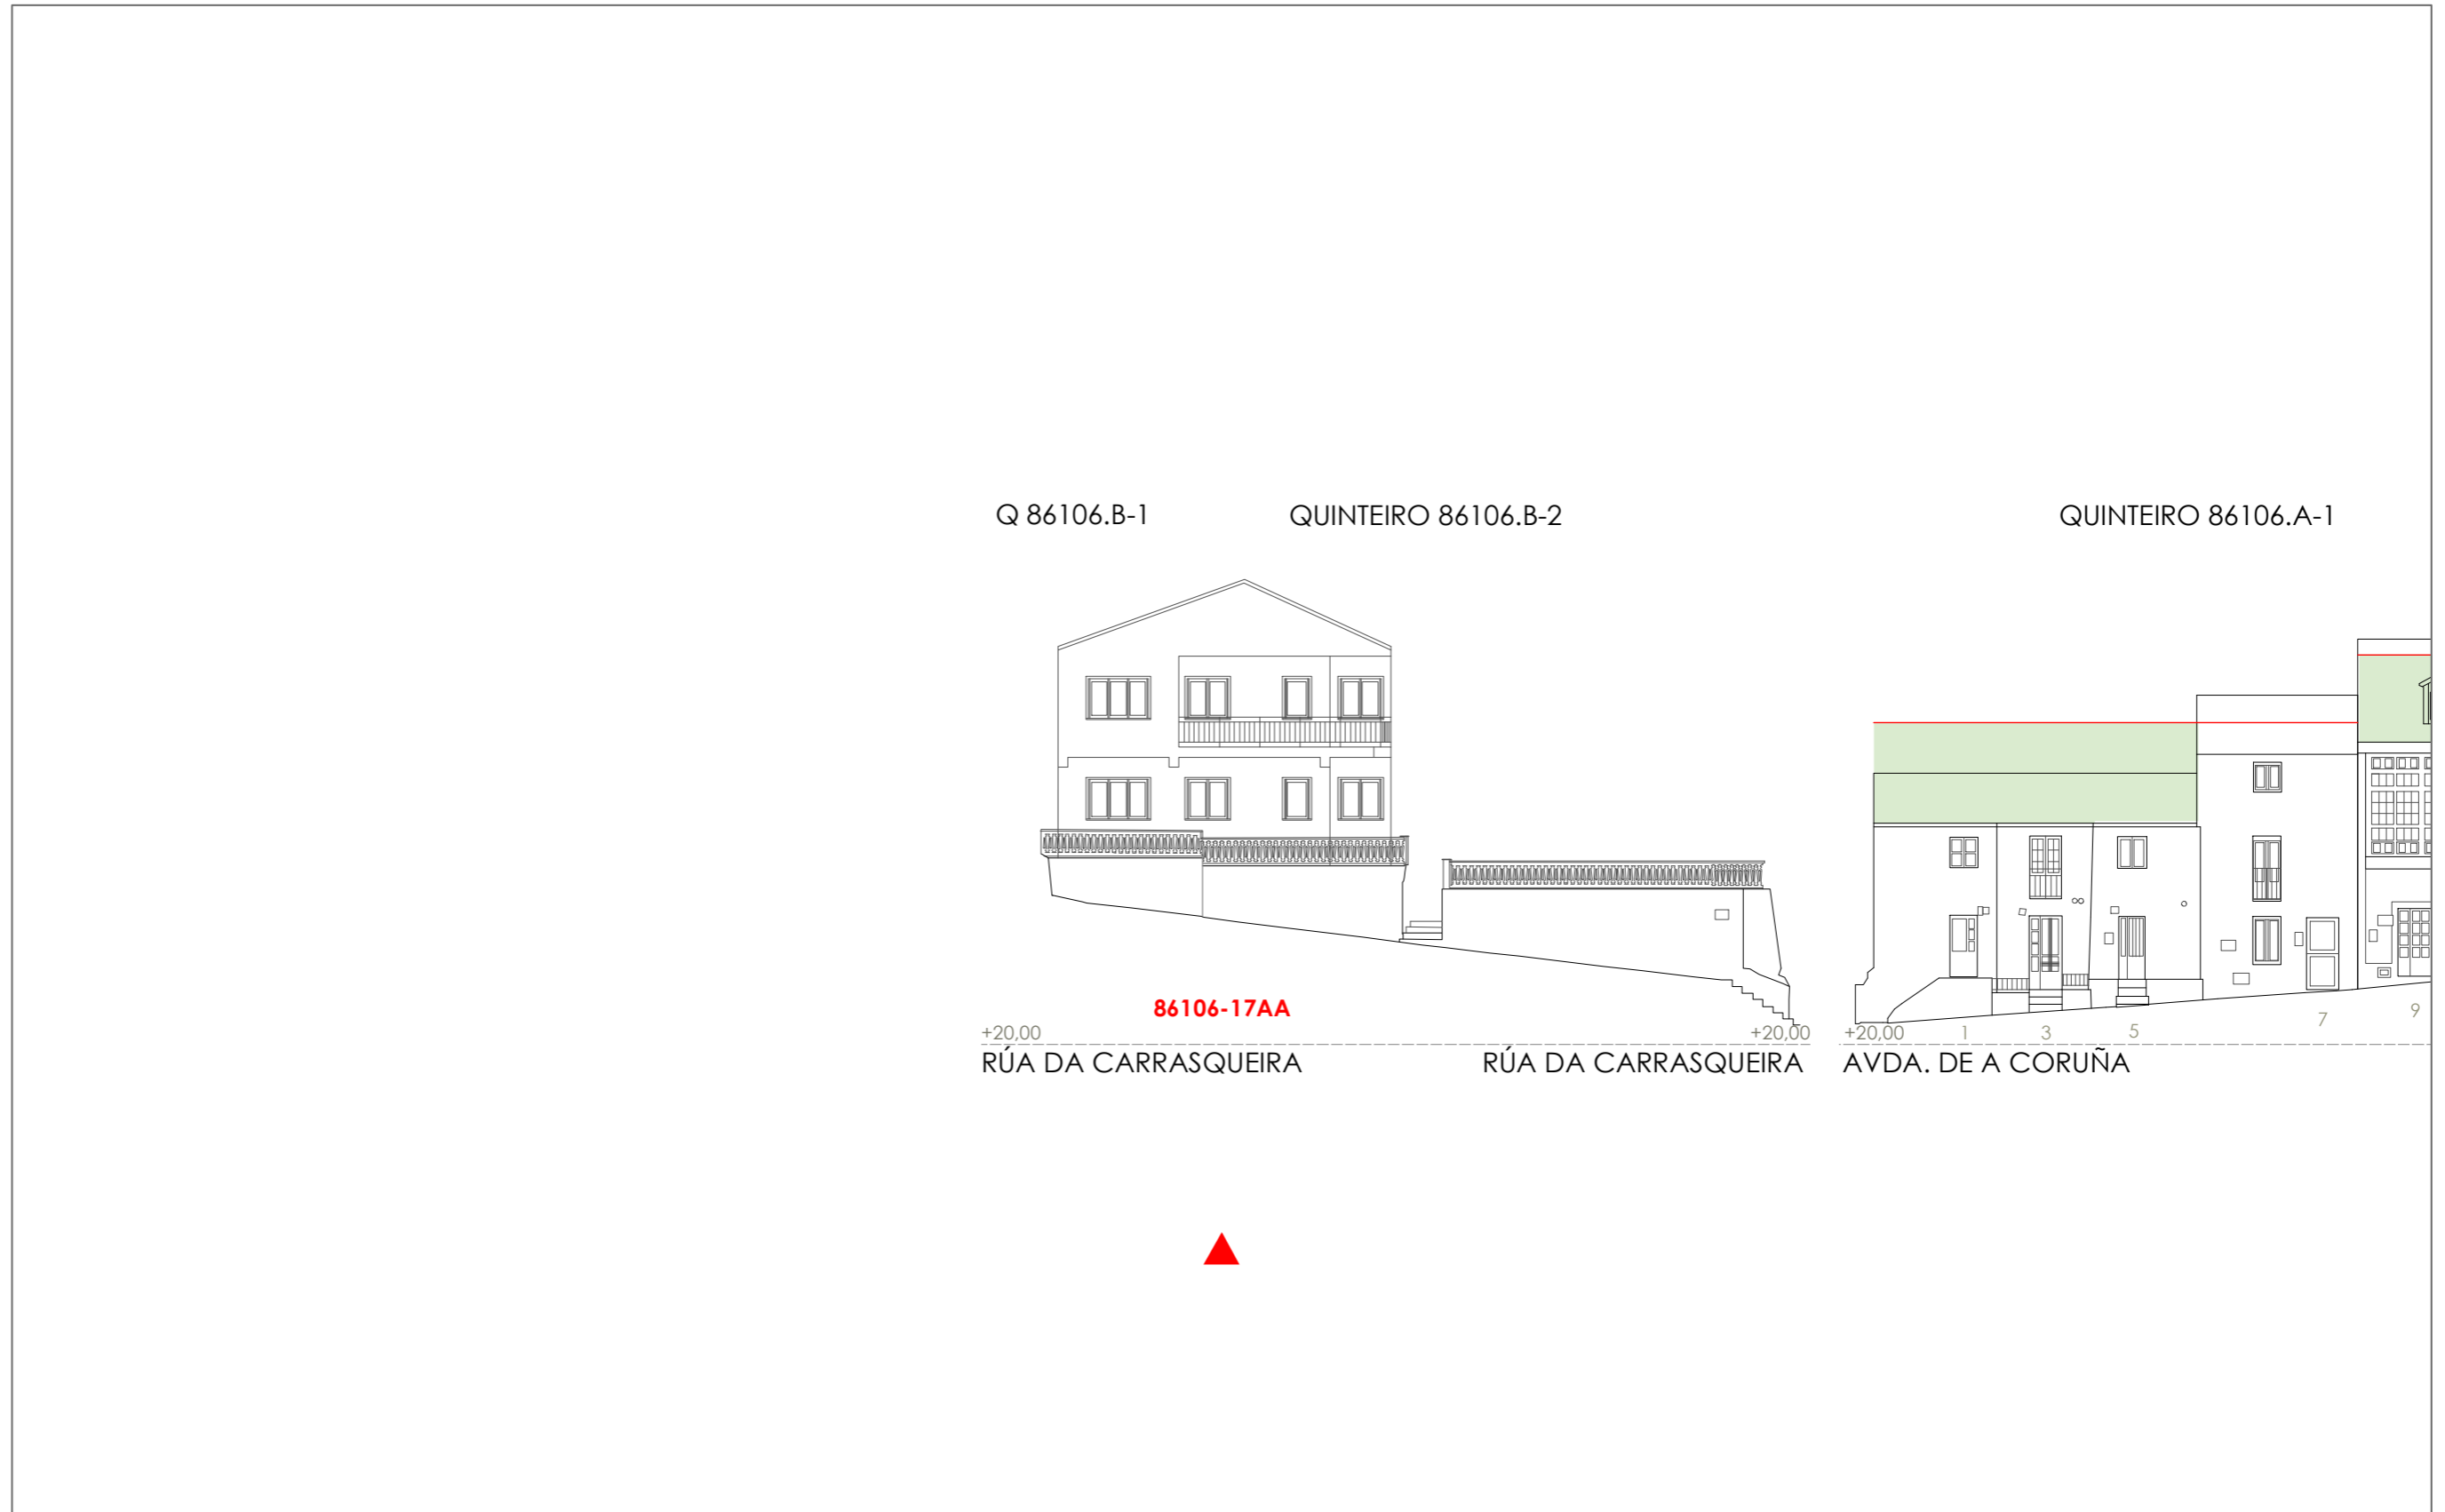 Q 86106.B-1
QUINTEIRO 86106.B-2
QUINTEIRO 86106.A-1
86106-17AA
+20,00
+20,00
+20,00
1
3
5
7
9
RÚA DA CARRASQUEIRA
RÚA DA CARRASQUEIRA
AVDA. DE A CORUÑA